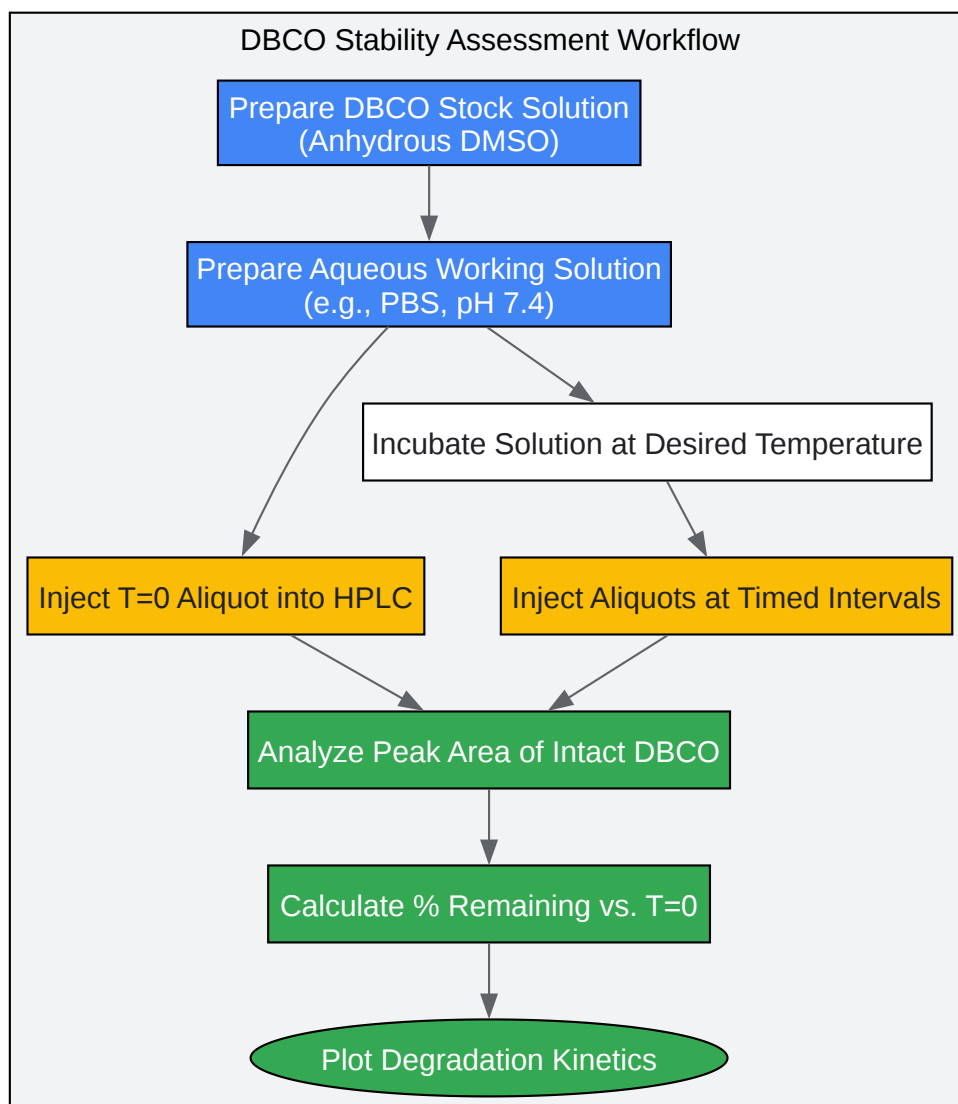 DBCO Stability Assessment Workflow
Prepare DBCO Stock Solution
(Anhydrous DMSO)
Prepare Aqueous Working Solution
(e.g., PBS, pH 7.4)
Incubate Solution at Desired Temperature
Inject T=0 Aliquot into HPLC
Inject Aliquots at Timed Intervals
Analyze Peak Area of Intact DBCO
Calculate % Remaining vs. T=0
Plot Degradation Kinetics